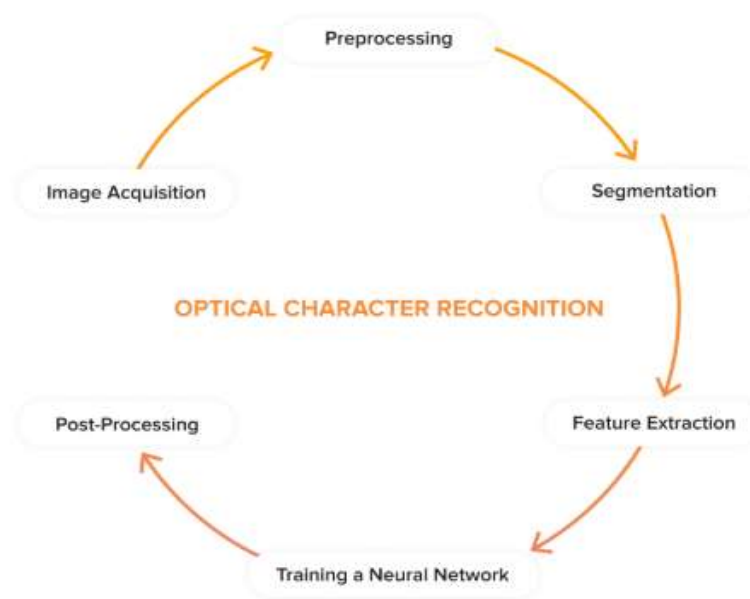 Preprocessing
Image Acquisition
Segmentation
OPTICAL CHARACTER RECOGNITION
Post-Processing
Feature Extraction
Training a Neural Network